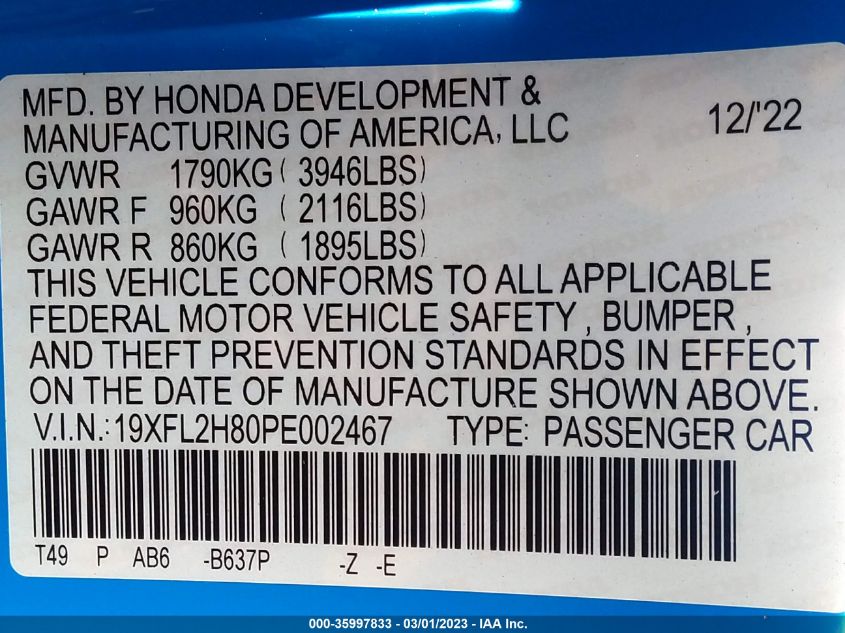 MFD. BY HONDA DEVELOPMENT &
MANUFACTURING OF AMERICA, LLC 12/'22
GVWR 1790KG ( 3946LBS)
GAWR F 960KG ( 2116LBS)
GAWR R 860KG ( 1895LBS)
THIS VEHICLE CONFORMS TO ALL APPLICABLE
FEDERAL MOTOR VEHICLE SAFETY , BUMPER ,
AND THEFT PREVENTION STANDARDS IN EFFECT
ON THE DATE OF MANUFACTURE SHOWN ABOVE.
V.I.N.:19XFL2H80PE002467 TYPE: PASSENGER CAR
T49 P AB6 -B637P -Z -E
000-35997833 - 03/01/2023 - IAA Inc.